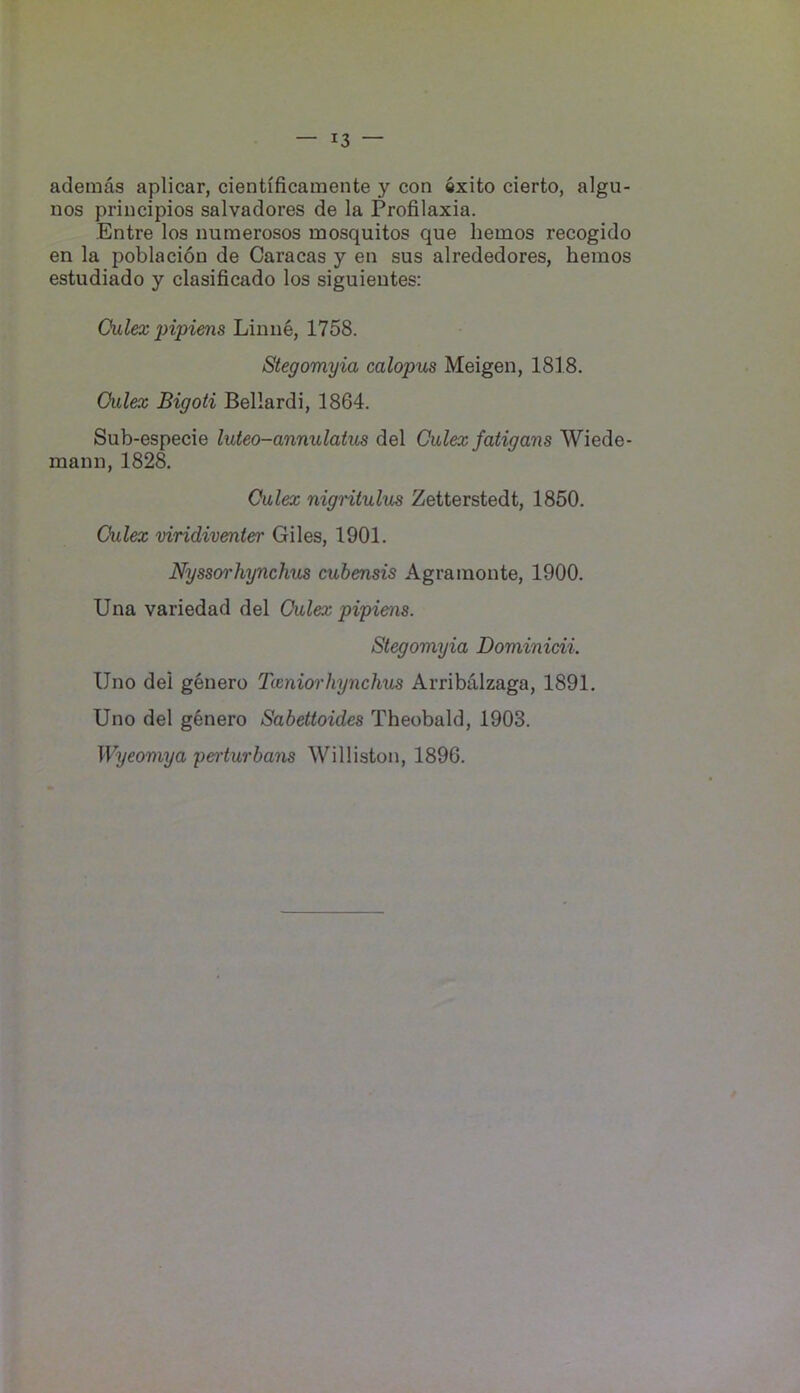 — 13 —
además aplicar, científicamente y con éxito cierto, algu-
nos principios salvadores de la Profilaxia.
Entre los numerosos mosquitos que hemos recogido
en la población de Caracas y en sus alrededores, hemos
estudiado y clasificado los siguientes:
Culex pipiens Linné, 1758.
Stegomyia calopus Meigen, 1818.
Culex Bigoti Bellardi, 1864.
Sub-especie luteo-annulatus del Culex fatigans Wiede-
mann, 1828.
Culex nigritulus Zetterstedt, 1850.
Culex viridiventer Giles, 1901.
Nyssorhynchus cubensis Agramonte, 1900.
Una variedad del Culex pipiens.
Stegomyia Dominicii.
Uno del género Tæniorhynchus Arribálzaga, 1891.
Uno del género Sabettoides Theobald, 1903.
Wyeomya perturbans Williston, 1896.